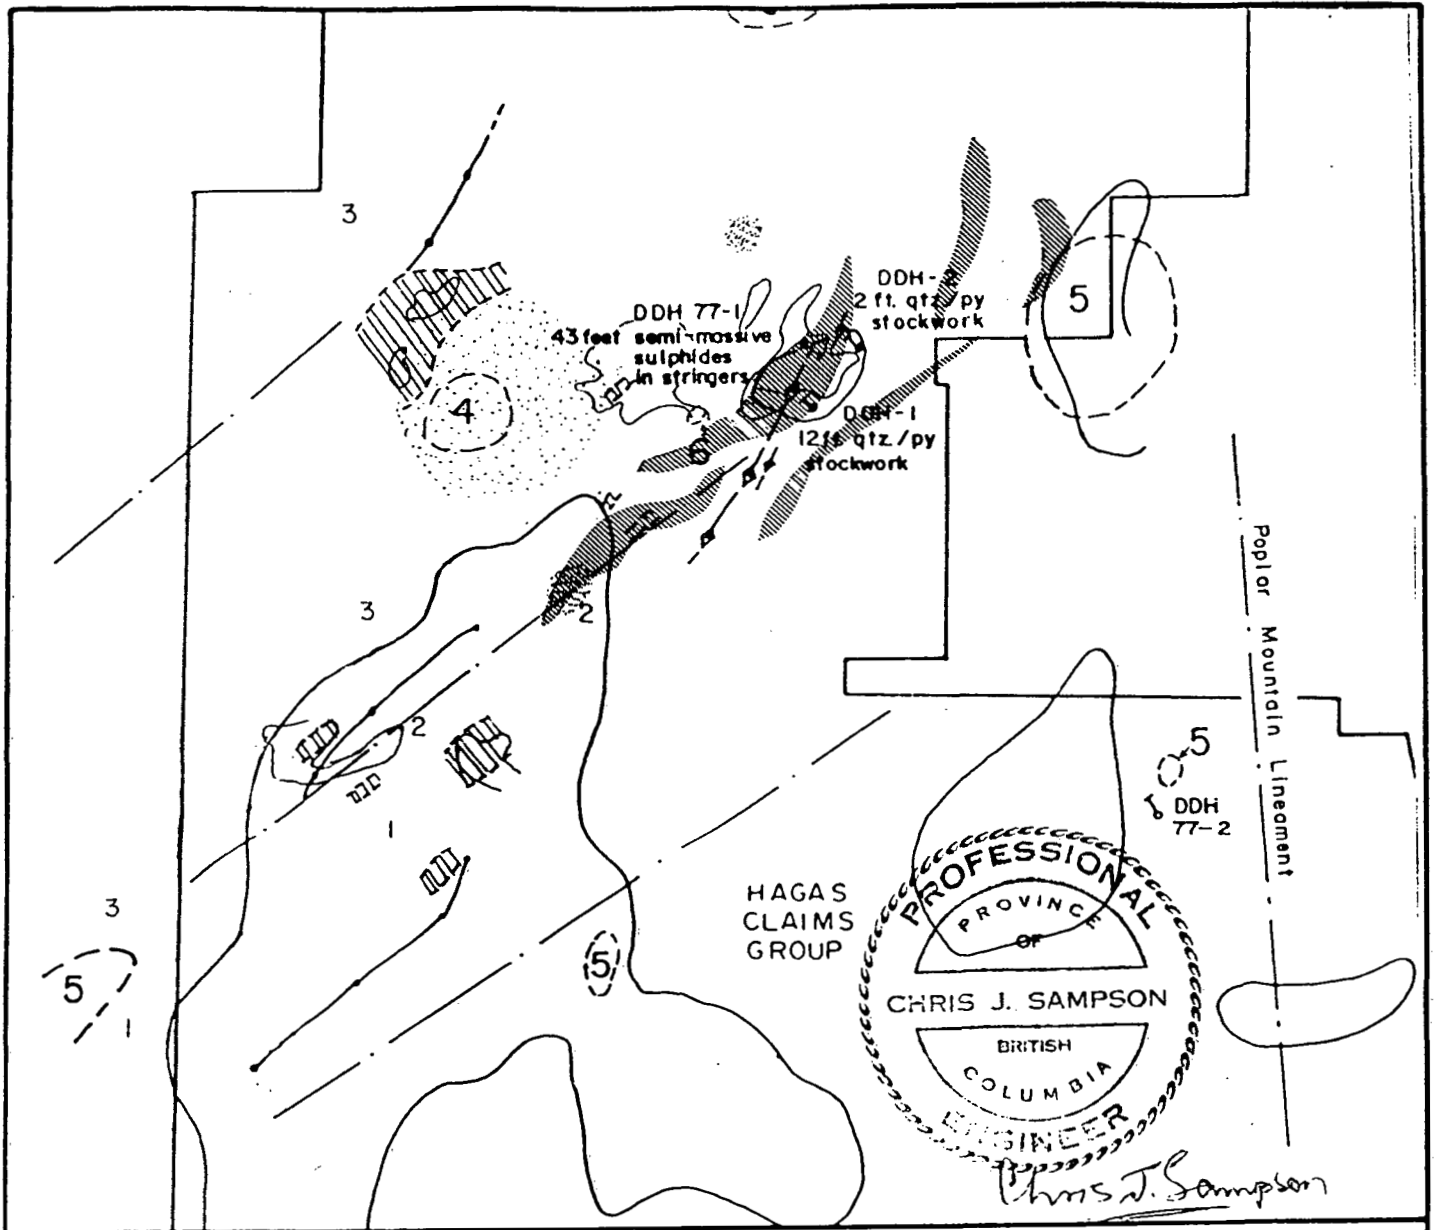 3
DDH-2
2 ft. qtz/py
stockwork
5
DDH 77-1
43 feet semi-massive
sulphides
in stringers
4
DDH-1
12ft qtz./py
stockwork
Poplar Mountain Lineament
3
2
2
5
DDH
77-2
1
3
5
1
5
HAGAS
CLAIMS
GROUP
PROFESSIONAL
PROVINCE
OF
CHRIS J. SAMPSON
BRITISH
COLUMBIA
ENGINEER
Chris J. Sampson